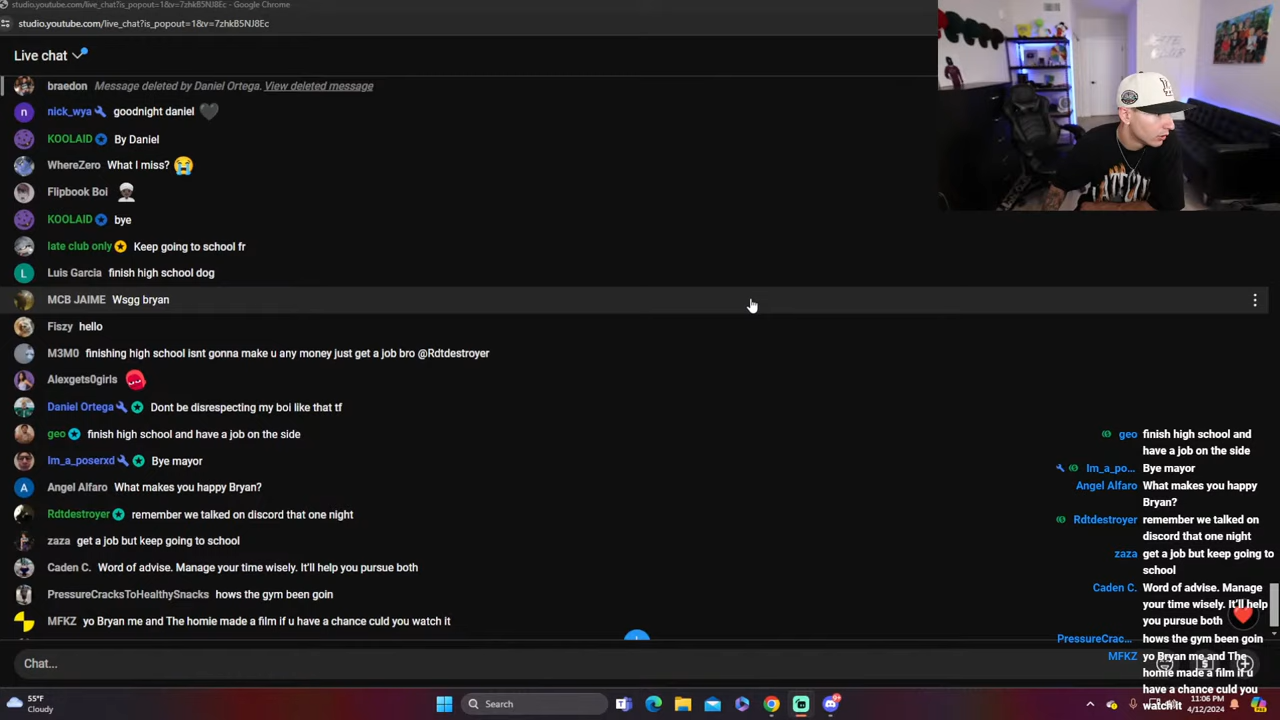 studio.youtube.com/live_chat?is_popout=1&v=7zhkB5NJ8Ec - Google Chrome
studio.youtube.com/live_chat?is_popout=1&v=7zhkB5NJ8Ec
Live chat
braedon Message deleted by Daniel Ortega. View deleted message
n nick_wya goodnight daniel
KOOLAID By Daniel
WhereZero What I miss?
Flipbook Boi
KOOLAID bye
late club only Keep going to school fr
L Luis Garcia finish high school dog
MCB JAIME Wsgg bryan
Fiszy hello
M3M0 finishing high school isnt gonna make u any money just get a job bro @Rdtdestroyer
Alexgets0girls
Daniel Ortega Dont be disrespecting my boi like that tf
geo finish high school and have a job on the side
Im_a_poserxd Bye mayor
A Angel Alfaro What makes you happy Bryan?
Rdtdestroyer remember we talked on discord that one night
zaza get a job but keep going to school
Caden C. Word of advise. Manage your time wisely. It'll help you pursue both
PressureCracksToHealthySnacks hows the gym been goin
MFKZ yo Bryan me and The homie made a film if u have a chance culd you watch it
Chat...
geo finish high school and
have a job on the side
Im_a_po... Bye mayor
Angel Alfaro What makes you happy
Bryan?
Rdtdestroyer remember we talked on
discord that one night
zaza get a job but keep going to
school
Caden C. Word of advise. Manage
your time wisely. It'll help
you pursue both
PressureCrac... hows the gym been goin
MFKZ yo Bryan me and The
homie made a film if u
have a chance culd you
watch it
55°F
Cloudy
Search
11:06 PM
4/12/2024